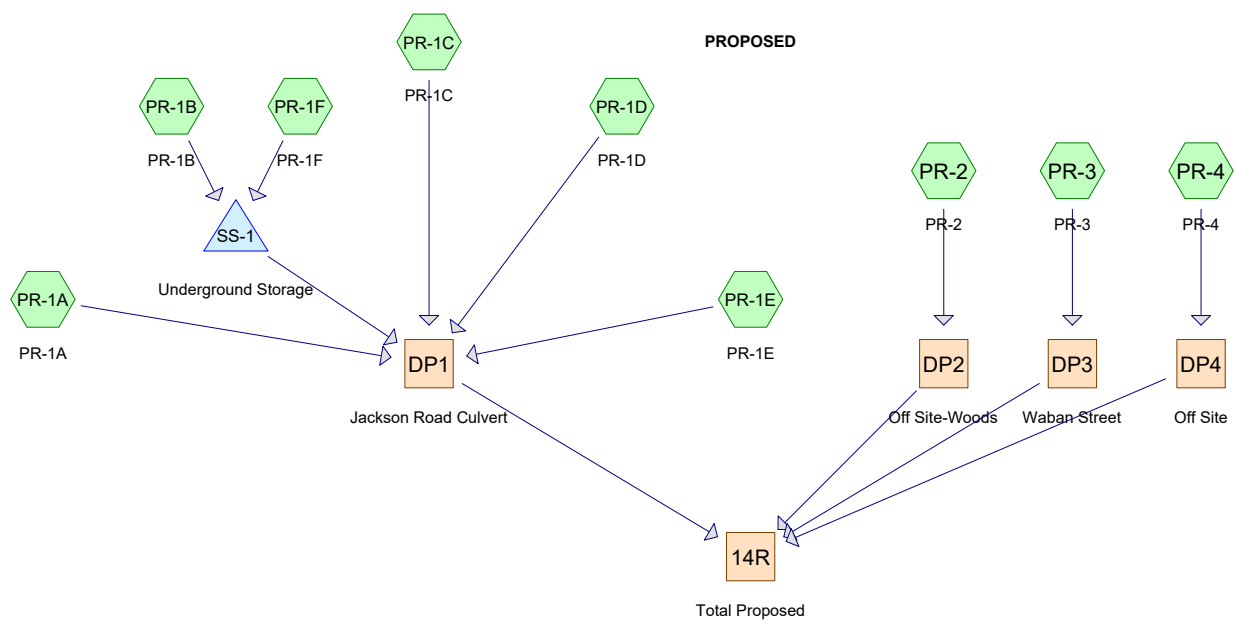 PR-1C
PROPOSED
PR-1C
PR-1B
PR-1F
PR-1D
PR-1B
PR-1F
PR-1D
PR-2
PR-3
PR-4
PR-2
PR-3
PR-4
SS-1
Underground Storage
PR-1A
PR-1E
PR-1A
PR-1E
DP1
DP2
DP3
DP4
Jackson Road Culvert
Off Site-Woods
Waban Street
Off Site
14R
Total Proposed